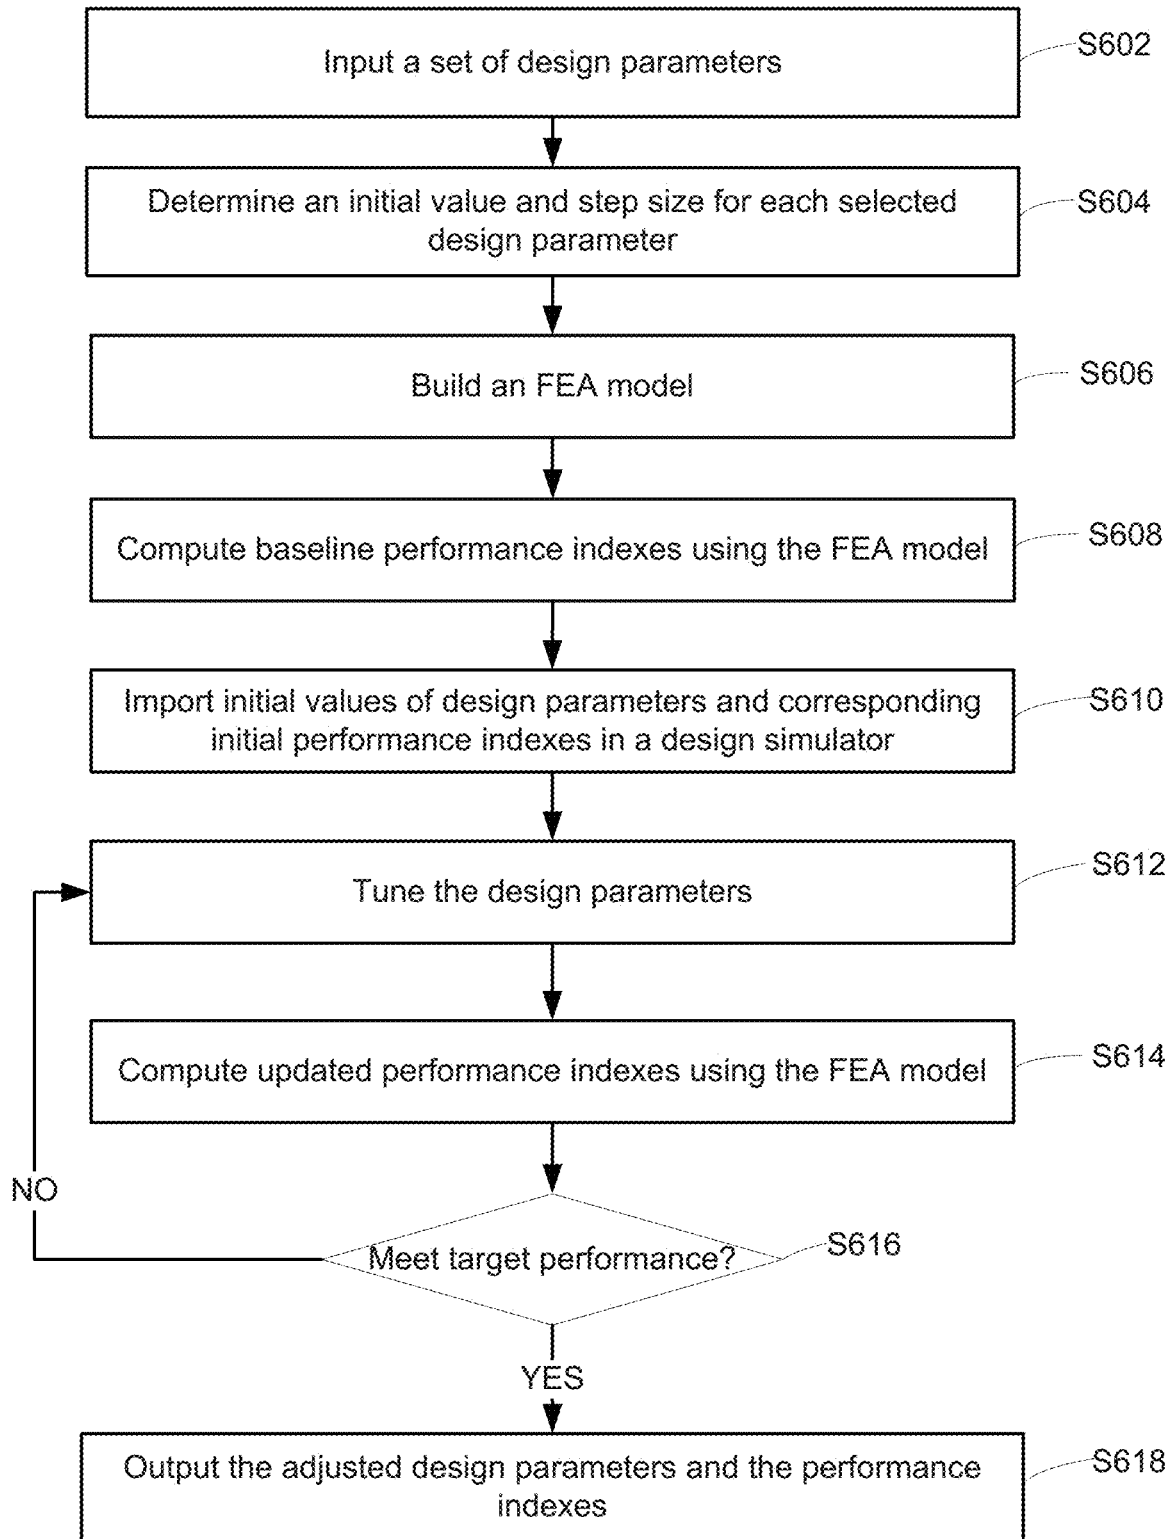 Input a set of design parameters
S602
Determine an initial value and step size for each selected
design parameter
S604
Build an FEA model
S606
Compute baseline performance indexes using the FEA model
S608
Import initial values of design parameters and corresponding
initial performance indexes in a design simulator
S610
Tune the design parameters
S612
Compute updated performance indexes using the FEA model
S614
NO
Meet target performance?
S616
YES
Output the adjusted design parameters and the performance
indexes
S618